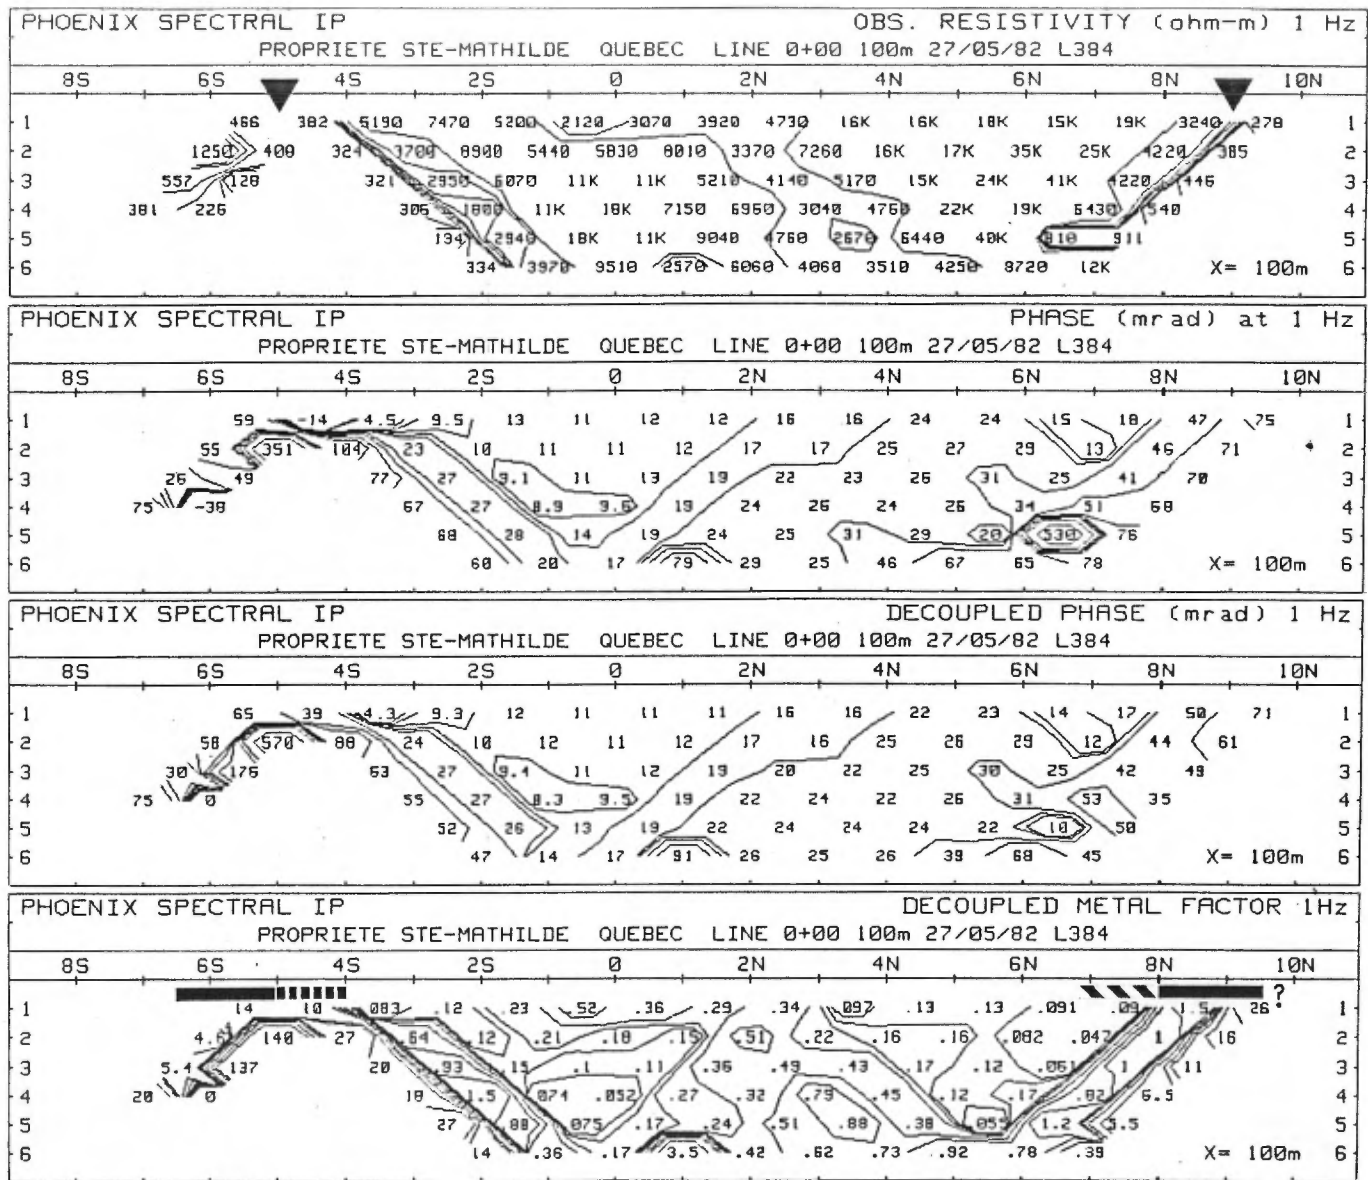 PHOENIX SPECTRAL IP OBS. RESISTIVITY (ohm-m) 1 Hz
PROPRIETE STE-MATHILDE QUEBEC LINE 0+00 100m 27/05/82 L384
8S 6S 4S 2S 0 2N 4N 6N 8N 10N
1 466 382 5190 7470 5200 2120 3070 3920 4730 16K 16K 18K 15K 19K 3240 278 1
2 1250 408 324 3700 8900 5440 5830 8010 3370 7260 16K 17K 35K 25K 4220 385 2
3 557 128 321 2950 6070 11K 11K 5210 4140 5170 15K 24K 41K 4220 446 3
4 381 226 306 1800 11K 18K 7150 6960 3040 4760 22K 19K 6430 540 4
5 134 2940 18K 11K 9040 4760 2670 6440 40K 810 911 5
6 334 3970 9510 2570 6060 4060 3510 4250 8720 12K X= 100m 6
PHOENIX SPECTRAL IP PHASE (mrad) at 1 Hz
PROPRIETE STE-MATHILDE QUEBEC LINE 0+00 100m 27/05/82 L384
8S 6S 4S 2S 0 2N 4N 6N 8N 10N
1 59 -14 4.5 9.5 13 11 12 12 16 16 24 24 15 18 47 75 1
2 55 351 104 23 10 11 11 12 17 17 25 27 29 13 46 71 2
3 26 49 77 27 9.1 11 13 19 22 23 26 31 25 41 70 3
4 75 -38 67 27 8.9 9.6 19 24 26 24 26 34 51 68 4
5 68 28 14 19 24 25 31 29 20 530 76 5
6 60 20 17 79 29 25 46 67 65 78 X= 100m 6
PHOENIX SPECTRAL IP DECOUPLED PHASE (mrad) 1 Hz
PROPRIETE STE-MATHILDE QUEBEC LINE 0+00 100m 27/05/82 L384
8S 6S 4S 2S 0 2N 4N 6N 8N 10N
1 65 39 4.3 9.3 12 11 11 11 16 16 22 23 14 17 50 71 1
2 58 570 88 24 10 12 11 12 17 16 25 26 29 12 44 61 2
3 30 176 63 27 9.4 11 12 19 20 22 25 30 25 42 49 3
4 75 0 55 27 8.3 9.5 19 22 24 22 26 31 53 35 4
5 52 26 13 19 22 24 24 24 22 10 50 5
6 47 14 17 91 26 25 26 39 68 45 X= 100m 6
PHOENIX SPECTRAL IP DECOUPLED METAL FACTOR 1Hz
PROPRIETE STE-MATHILDE QUEBEC LINE 0+00 100m 27/05/82 L384
8S 6S 4S 2S 0 2N 4N 6N 8N 10N
?
1 14 10 .083 .12 .23 .52 .36 .29 .34 .097 .13 .13 .091 .09 1.5 26 1
2 4.6 140 27 .64 .12 .21 .18 .15 .51 .22 .16 .16 .082 .047 1 16 2
3 5.4 137 20 .93 .15 .1 .11 .36 .49 .43 .17 .12 .061 1 11 3
4 20 0 18 1.5 .074 .052 .27 .32 .79 .45 .12 .17 .82 6.5 4
5 27 .88 .075 .17 .24 .51 .88 .38 .055 1.2 5.5 5
6 14 .36 .17 3.5 .42 .62 .73 .92 .78 .39 X= 100m 6